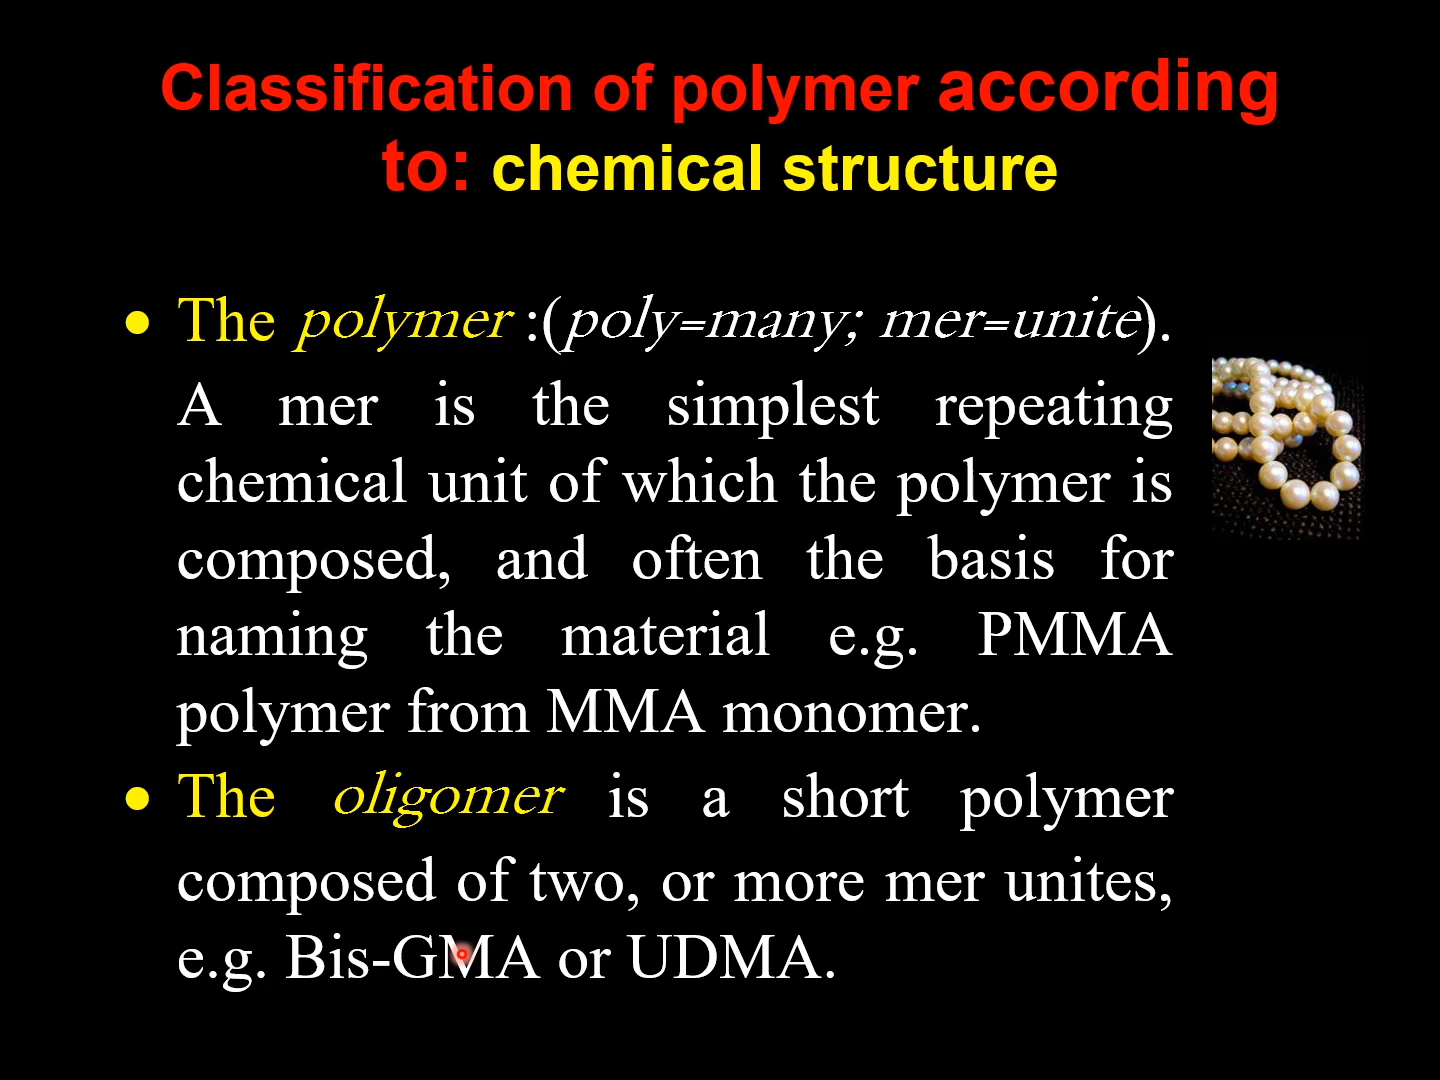 Classification of polymer according
to: chemical structure
• The polymer :(poly=many; mer=unite).
A mer is the simplest repeating
chemical unit of which the polymer is
composed, and often the basis for
naming the material e.g. PMMA
polymer from MMA monomer.
• The oligomer is a short polymer
composed of two, or more mer unites,
e.g. Bis-GMA or UDMA.